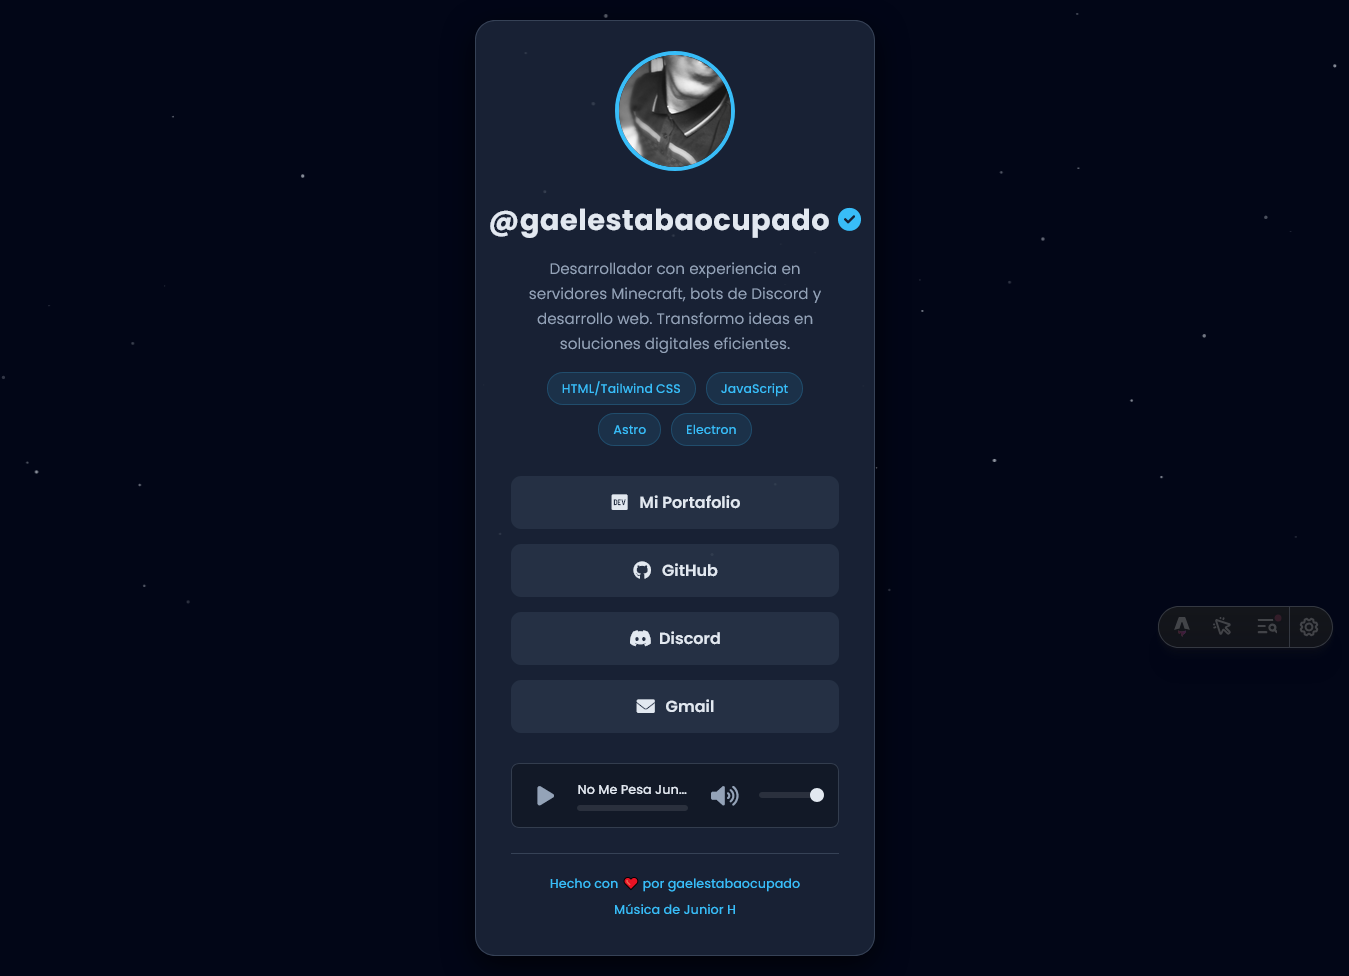 @gaelestabaocupado
Desarrollador con experiencia en
servidores Minecraft, bots de Discord y
desarrollo web. Transformo ideas en
soluciones digitales eficientes.
HTML/Tailwind CSS JavaScript
Astro Electron
DEV Mi Portafolio
GitHub
Discord
Gmail
No Me Pesa Jun...
Hecho con ❤️ por gaelestabaocupado
Música de Junior H